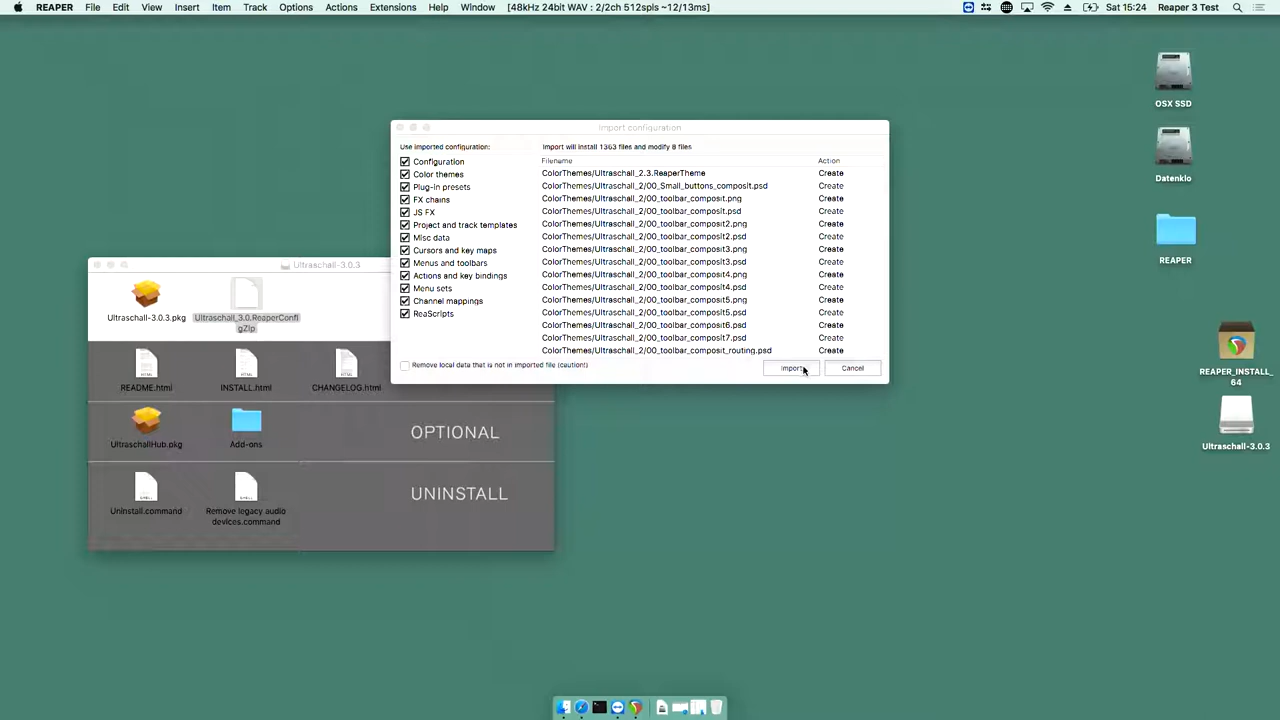 REAPER File Edit View Insert Item Track Options Actions Extensions Help Window [48kHz 24bit WAV : 2/2ch 512spls ~12/13ms] Sat 15:24 Reaper 3 Test
OSX SSD
Datenklo
REAPER
REAPER_INSTALL_
64
Ultraschall-3.0.3
Import configuration
Use imported configuration:
Configuration
Color themes
Plug-in presets
FX chains
JS FX
Project and track templates
Misc data
Cursors and key maps
Menus and toolbars
Actions and key bindings
Menu sets
Channel mappings
ReaScripts
Import will install 1363 files and modify 8 files
Filename Action
ColorThemes/Ultraschall_2.3.ReaperTheme Create
ColorThemes/Ultraschall_2/00_Small_buttons_composit.psd Create
ColorThemes/Ultraschall_2/00_toolbar_composit.png Create
ColorThemes/Ultraschall_2/00_toolbar_composit.psd Create
ColorThemes/Ultraschall_2/00_toolbar_composit2.png Create
ColorThemes/Ultraschall_2/00_toolbar_composit2.psd Create
ColorThemes/Ultraschall_2/00_toolbar_composit3.png Create
ColorThemes/Ultraschall_2/00_toolbar_composit3.psd Create
ColorThemes/Ultraschall_2/00_toolbar_composit4.png Create
ColorThemes/Ultraschall_2/00_toolbar_composit4.psd Create
ColorThemes/Ultraschall_2/00_toolbar_composit5.png Create
ColorThemes/Ultraschall_2/00_toolbar_composit5.psd Create
ColorThemes/Ultraschall_2/00_toolbar_composit6.psd Create
ColorThemes/Ultraschall_2/00_toolbar_composit7.psd Create
ColorThemes/Ultraschall_2/00_toolbar_composit_routing.psd Create
Remove local data that is not in imported file (caution!)
Import Cancel
Ultraschall-3.0.3
Ultraschall-3.0.3.pkg
Ultraschall_3.0.ReaperConfi
gZip
README.html INSTALL.html CHANGELOG.html
UltraschallHub.pkg Add-ons
OPTIONAL
Uninstall.command
Remove legacy audio
devices.command
UNINSTALL